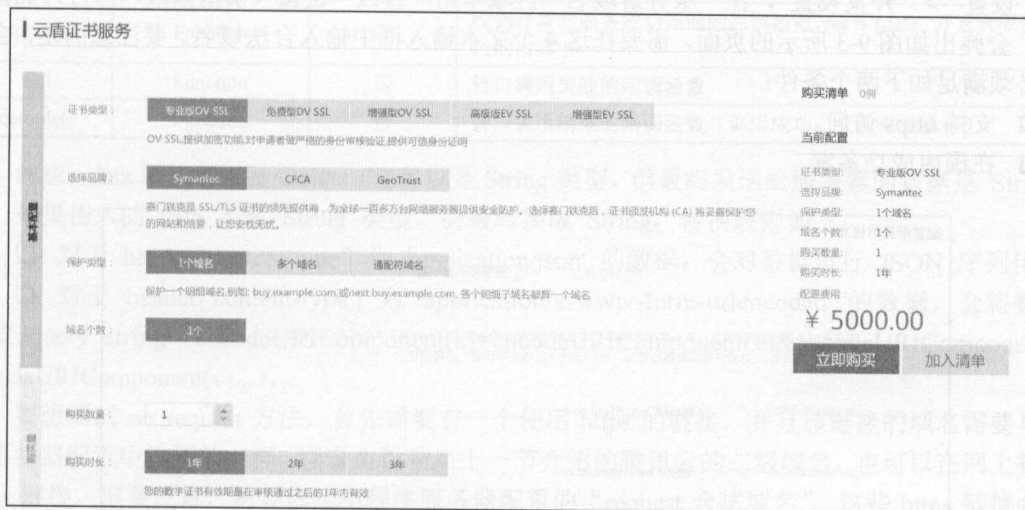 云盾证书服务
证书类型：
专业版OV SSL
免费型DV SSL
增强型OV SSL
高级版EV SSL
增强型EV SSL
OV SSL,提供加密功能,对申请者做严格的身份审核验证,提供可信身份证明
选择品牌：
Symantec
CFCA
GeoTrust
赛门铁克是 SSL/TLS 证书的领先提供商，为全球一百多万台网络服务器提供安全防护。选择赛门铁克后，证书颁发机构 (CA) 将妥善保护您
的网站和信誉，让您安枕无忧。
保护类型：
1个域名
多个域名
通配符域名
保护一个明细域名,例如: buy.example.com,或next.buy.example.com, 各个明细子域名都算一个域名
域名个数：
1个
购买数量：
1
购买时长：
1年
2年
3年
您的数字证书有效期是在审核通过之后的1年内有效
购买清单 0例
当前配置
证书类型: 专业版OV SSL
选择品牌: Symantec
保护类型: 1个域名
域名个数: 1个
购买数量: 1
购买时长: 1年
配置费用
¥ 5000.00
立即购买
加入清单